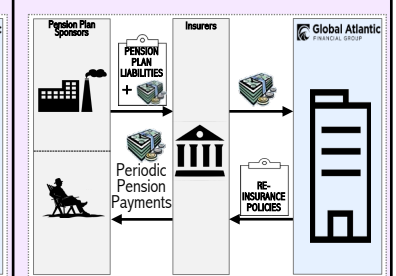 Pension Plan
Sponsors
Insurers
Global Atlantic
FINANCIAL GROUP
PENSION
PLAN
LIABILITIES
+
Periodic
Pension
Payments
RE-
INSURANCE
POLICIES